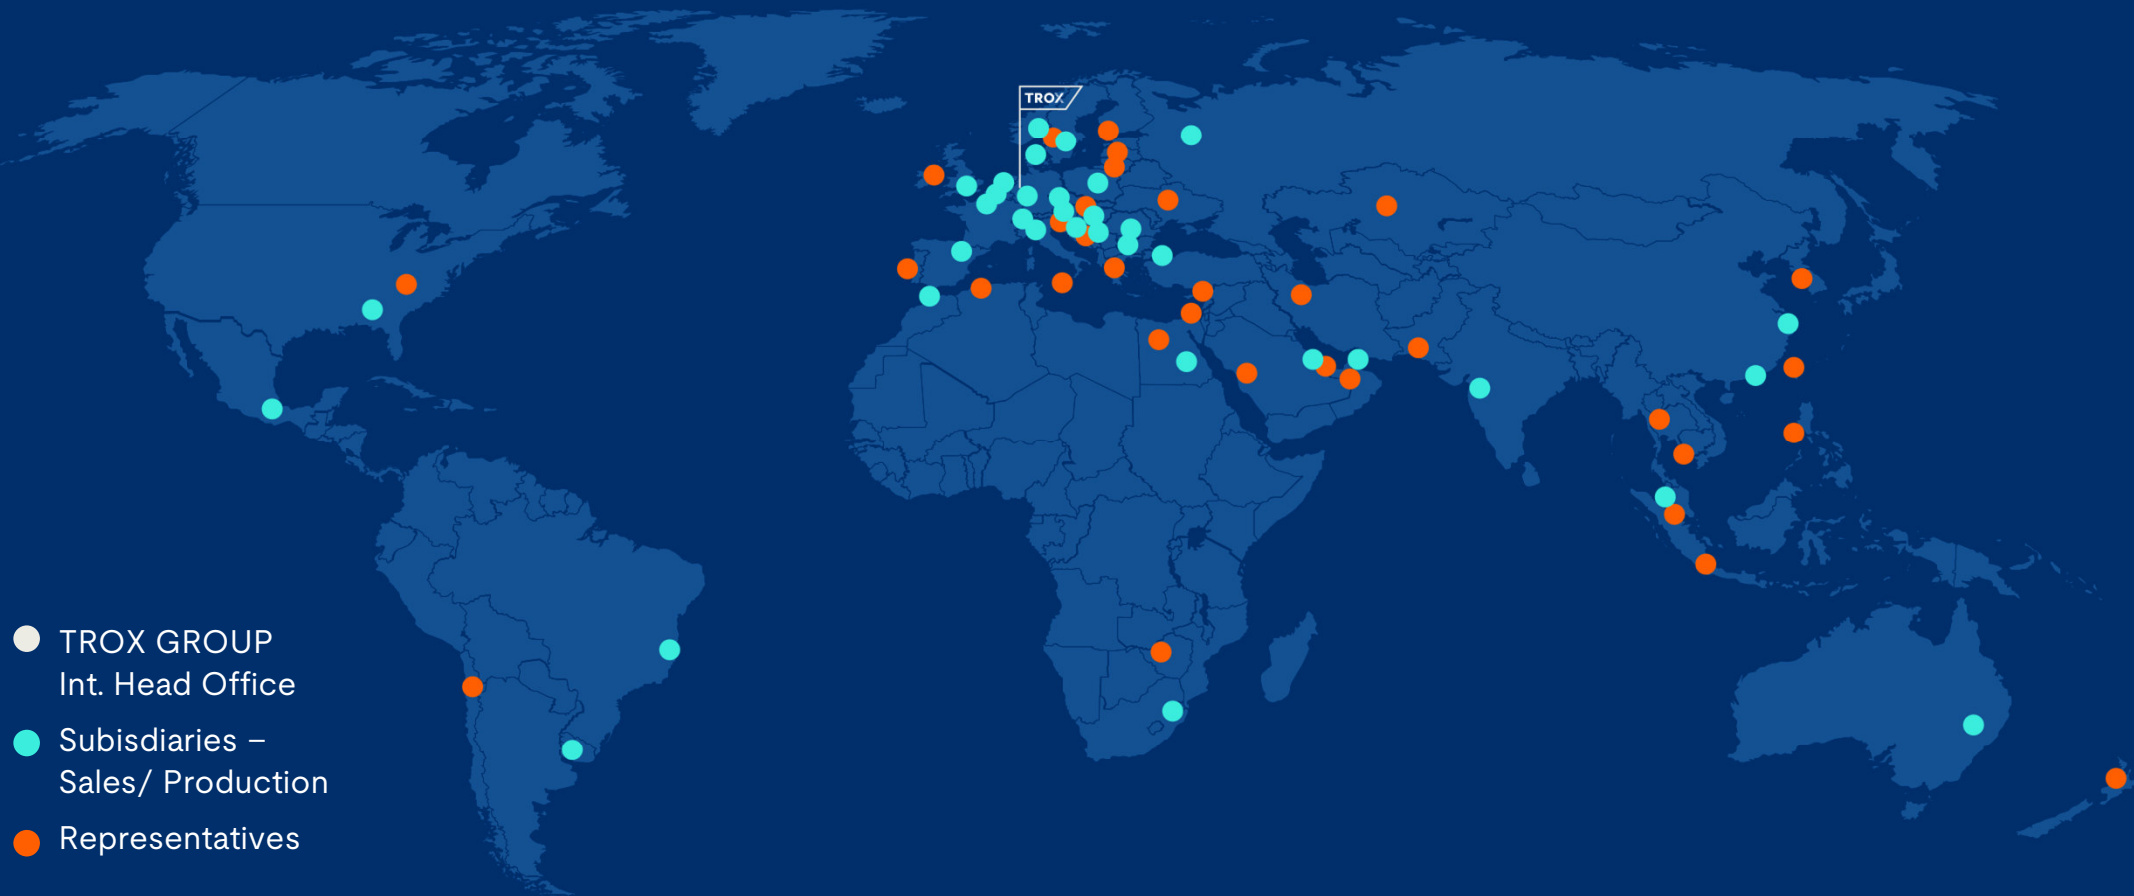 TROX
TROX GROUP
Int. Head Office
Subisdiaries –
Sales/ Production
Representatives